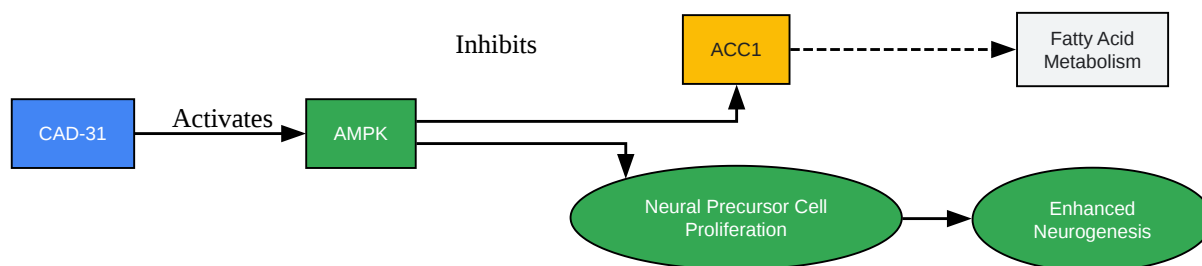 Inhibits
ACC1
Fatty Acid
Metabolism
CAD-31
Activates
AMPK
Neural Precursor Cell
Proliferation
Enhanced
Neurogenesis